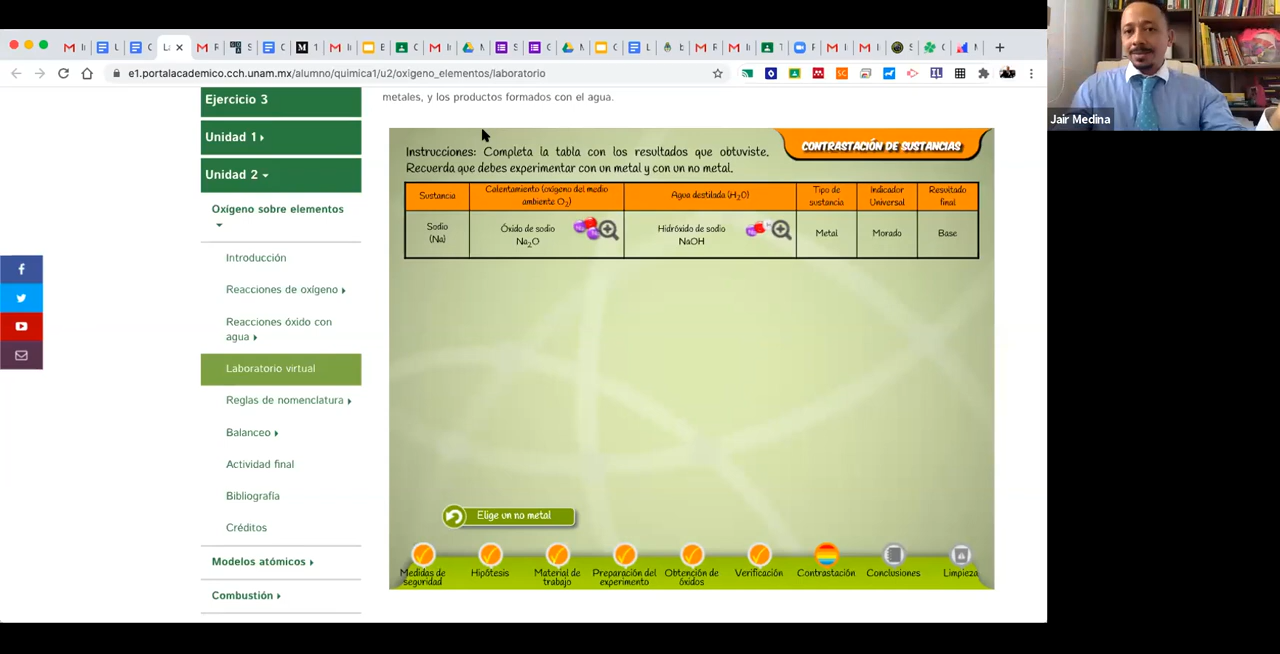 e1.portalacademico.cch.unam.mx/alumno/quimica1/u2/oxigeno_elementos/laboratorio
Jair Medina
Ejercicio 3
Unidad 1
Unidad 2
Oxígeno sobre elementos
Introducción
Reacciones de oxígeno
Reacciones óxido con
agua
Laboratorio virtual
Reglas de nomenclatura
Balanceo
Actividad final
Bibliografía
Créditos
Modelos atómicos
Combustión
metales, y los productos formados con el agua.
CONTRASTACIÓN DE SUSTANCIAS
Instrucciones: Completa la tabla con los resultados que obtuviste.
Recuerda que debes experimentar con un metal y con un no metal.
Sustancia
Calentamiento (oxígeno del medio
ambiente O2)
Agua destilada (H2O)
Tipo de
sustancia
Indicador
Universal
Resultado
final
Sodio
(Na)
Óxido de sodio
Na2O
Hidróxido de sodio
NaOH
Metal
Morado
Base
Elige un no metal
Medidas de
seguridad
Hipótesis
Material de
trabajo
Preparación del
experimento
Obtención de
óxidos
Verificación
Contrastación
Conclusiones
Limpieza